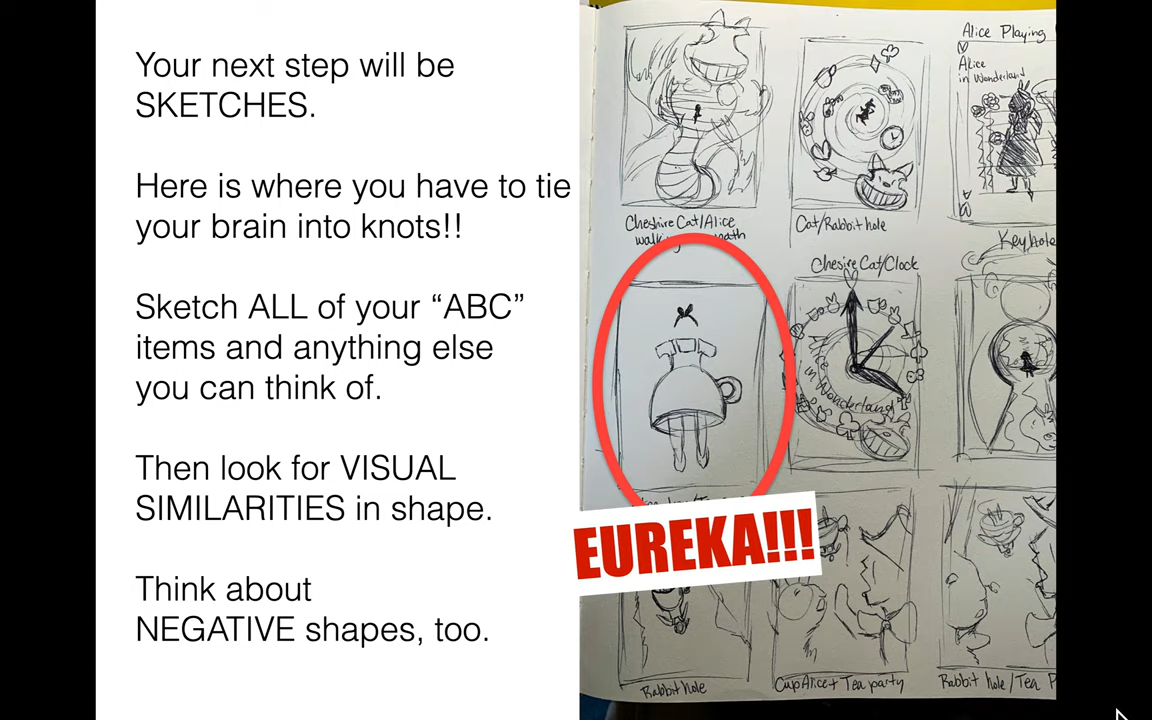 Your next step will be
SKETCHES.
Here is where you have to tie
your brain into knots!!
Sketch ALL of your “ABC”
items and anything else
you can think of.
Then look for VISUAL
SIMILARITIES in shape.
Think about
NEGATIVE shapes, too.
Alice Playing
Alice
in Wonderland
Cheshire Cat/Alice
Cat/Rabbit hole
Keyhole
Chesire Cat/Clock
in Wonderland
EUREKA!!!
Rabbit hole
Cup Alice + Tea party
Rabbit hole/Tea P